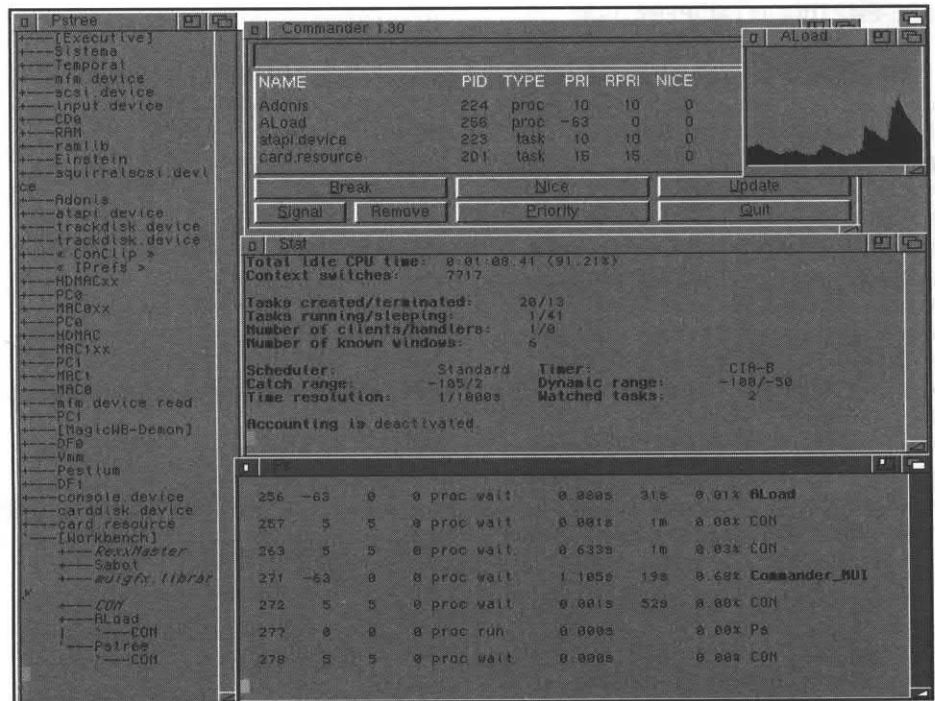 Pstree
+----[Executive]
+----Sistema
+----Temporal
+----mfm.device
+----scsi.device
+----input.device
+----CD0
+----RAM
+----ramlib
+----Einstein
+----squirrelscsi.devi
ce
+----Adonis
+----atapi.device
+----trackdisk.device
+----trackdisk.device
+----« ConClip »
+----« IPrefs »
+----HDMACxx
+----PC0
+----MAC0xx
+----PC0
+----HDMAC
+----MAC1xx
+----PC1
+----MAC1
+----MAC0
+----mfm.device read
+----PC1
+----[MagicWB-Demon]
+----DF0
+----Vmm
+----Pestium
+----DF1
+----console.device
+----carddisk.device
+----card.resource
`----[Workbench]
+----RexxMaster
+----Sabot
+----muigfx.librar
y
+----CON
+----ALoad
| `----CON
`----Pstree
`----CON
Commander 1.30
NAME PID TYPE PRI RPRI NICE
Adonis 224 proc 10 10 0
ALoad 256 proc -63 0 0
atapi.device 223 task 10 10 0
card.resource 201 task 15 15 0
Break Nice Update
Signal Remove Priority Quit
ALoad
Stat
Total idle CPU time: 0:01:00.41 (91.21%)
Context switches: 7717
Tasks created/terminated: 20/13
Tasks running/sleeping: 1/41
Number of clients/handlers: 1/0
Number of known windows: 6
Scheduler: Standard Timer: CIA-B
Catch range: -105/2 Dynamic range: -100/-50
Time resolution: 1/1000s Watched tasks: 2
Accounting is deactivated.
Ps
256 -63 0 0 proc wait 0.080s 31s 0.01% ALoad
257 5 5 0 proc wait 0.001s 1m 0.00% CON
263 5 5 0 proc wait 0.633s 1m 0.03% CON
271 -63 0 0 proc wait 1.105s 19s 0.68% Commander_MUI
272 5 5 0 proc wait 0.001s 52s 0.00% CON
277 0 0 0 proc run 0.000s 0.00% Ps
278 5 5 0 proc wait 0.000s 0.00% CON